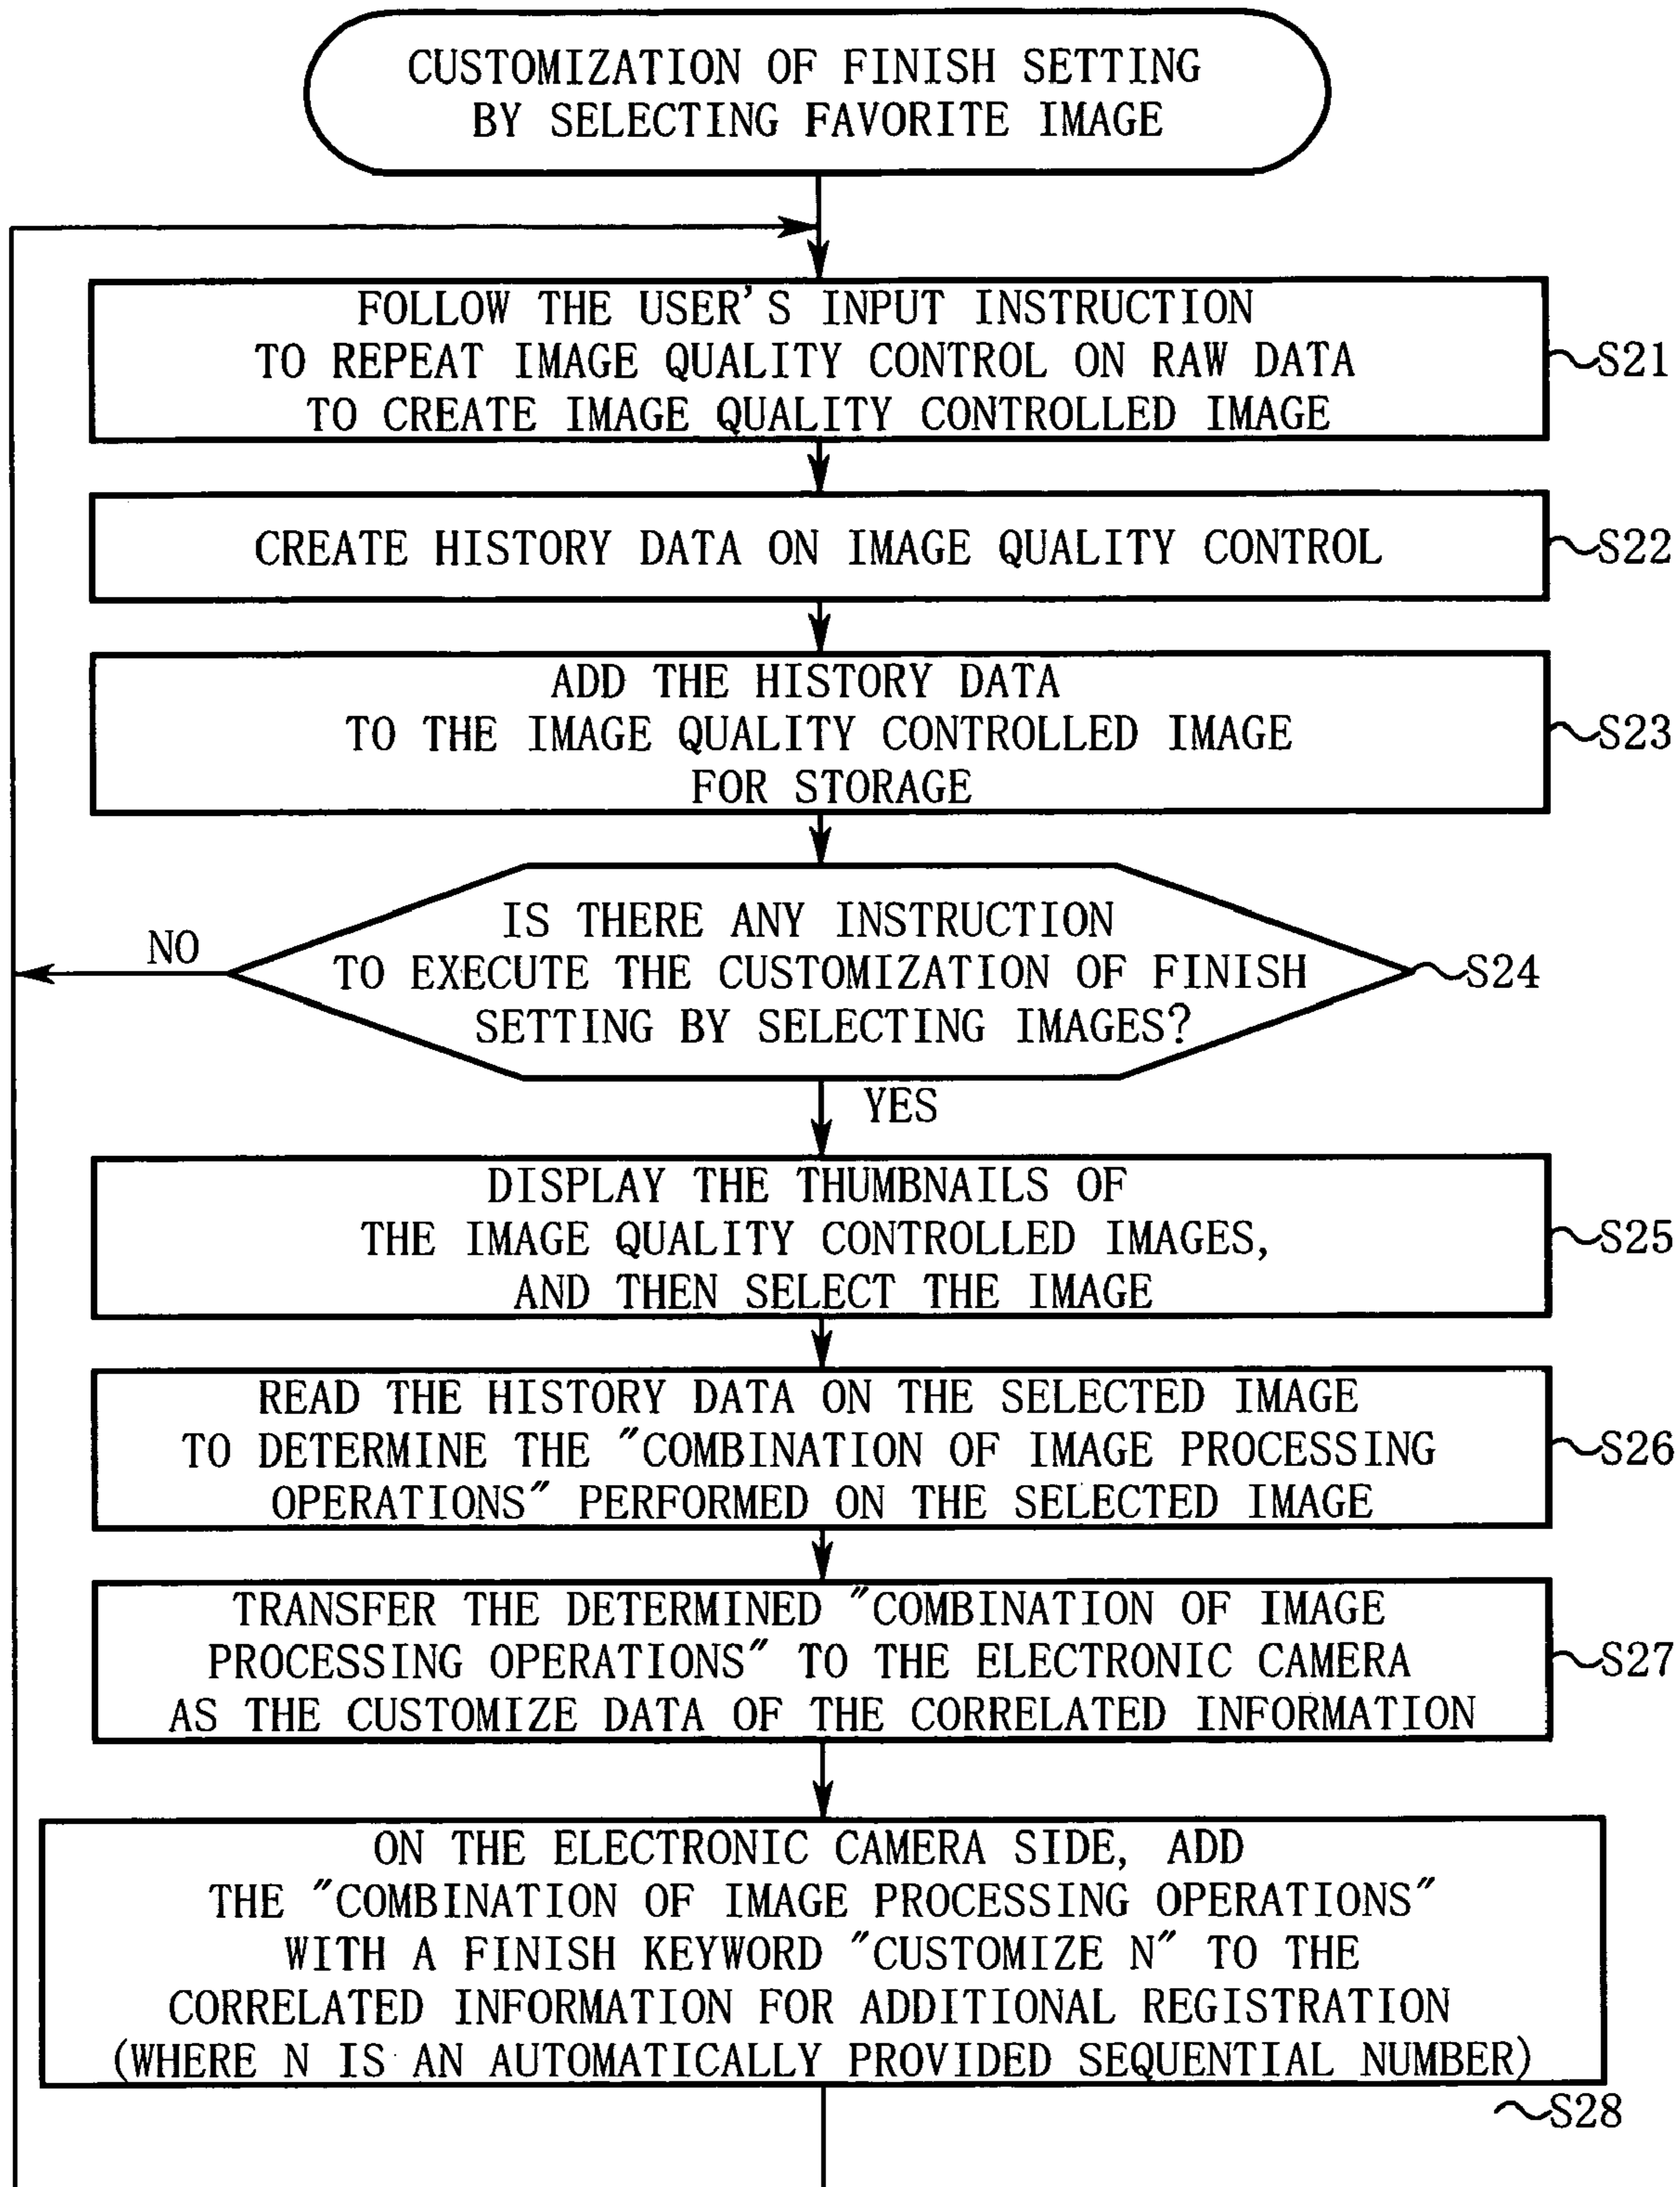 CUSTOMIZATION OF FINISH SETTING
BY SELECTING FAVORITE IMAGE
FOLLOW THE USER'S INPUT INSTRUCTION
TO REPEAT IMAGE QUALITY CONTROL ON RAW DATA
TO CREATE IMAGE QUALITY CONTROLLED IMAGE
S21
CREATE HISTORY DATA ON IMAGE QUALITY CONTROL
S22
ADD THE HISTORY DATA
TO THE IMAGE QUALITY CONTROLLED IMAGE
FOR STORAGE
S23
IS THERE ANY INSTRUCTION
TO EXECUTE THE CUSTOMIZATION OF FINISH
SETTING BY SELECTING IMAGES?
S24
NO
YES
DISPLAY THE THUMBNAILS OF
THE IMAGE QUALITY CONTROLLED IMAGES,
AND THEN SELECT THE IMAGE
S25
READ THE HISTORY DATA ON THE SELECTED IMAGE
TO DETERMINE THE "COMBINATION OF IMAGE PROCESSING
OPERATIONS" PERFORMED ON THE SELECTED IMAGE
S26
TRANSFER THE DETERMINED "COMBINATION OF IMAGE
PROCESSING OPERATIONS" TO THE ELECTRONIC CAMERA
AS THE CUSTOMIZE DATA OF THE CORRELATED INFORMATION
S27
ON THE ELECTRONIC CAMERA SIDE, ADD
THE "COMBINATION OF IMAGE PROCESSING OPERATIONS"
WITH A FINISH KEYWORD "CUSTOMIZE N" TO THE
CORRELATED INFORMATION FOR ADDITIONAL REGISTRATION
(WHERE N IS AN AUTOMATICALLY PROVIDED SEQUENTIAL NUMBER)
S28